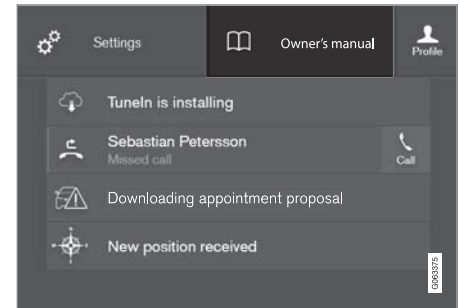 Settings
Owner's manual
Profile
TuneIn is installing
Sebastian Petersson
Missed call
Call
Downloading appointment proposal
New position received
G063375